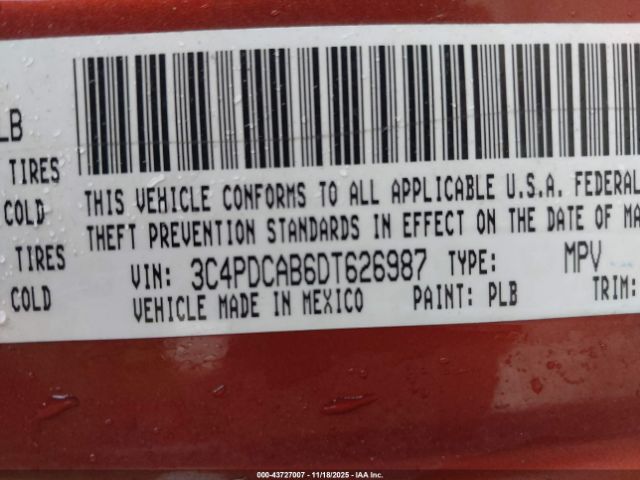 LB
TIRES
COLD
TIRES
COLD
THIS VEHICLE CONFORMS TO ALL APPLICABLE U.S.A. FEDERAL
THEFT PREVENTION STANDARDS IN EFFECT ON THE DATE OF MA
VIN: 3C4PDCAB6DT626987 TYPE: MPV
VEHICLE MADE IN MEXICO PAINT: PLB TRIM:
000-43727007 - 11/18/2025 - IAA Inc.